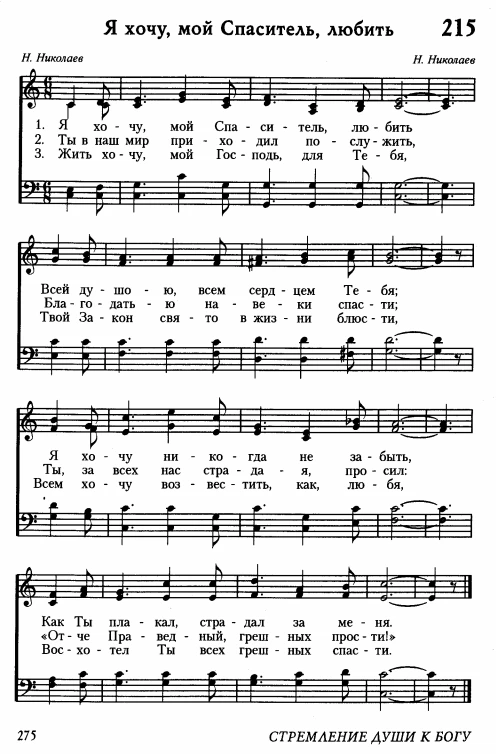 Я хочу, мой Спаситель, любить 215
Н. Николаев Н. Николаев
1. Я хо - чу, мой Спа - си - тель, лю - бить
2. Ты в наш мир при - хо - дил по - слу - жить,
3. Жить хо - чу, мой Гос - подь, для Те - бя,
Всей ду - шо - ю, всем серд - цем Те - бя;
Бла - го - дать - ю на - ве - ки спас - ти;
Твой За - кон свя - то в жиз - ни блюс - ти,
Я хо - чу ни - ко - гда не за - быть,
Ты, за всех нас стра - да - я, про - сил:
Всем хо - чу воз - вес - тить, как, лю - бя,
Как Ты пла - кал, стра - дал за ме - ня.
«От - че Пра - вед - ный, греш - ных прос - ти!»
Вос - хо - тел Ты всех греш - ных спас - ти.
275 СТРЕМЛЕНИЕ ДУШИ К БОГУ